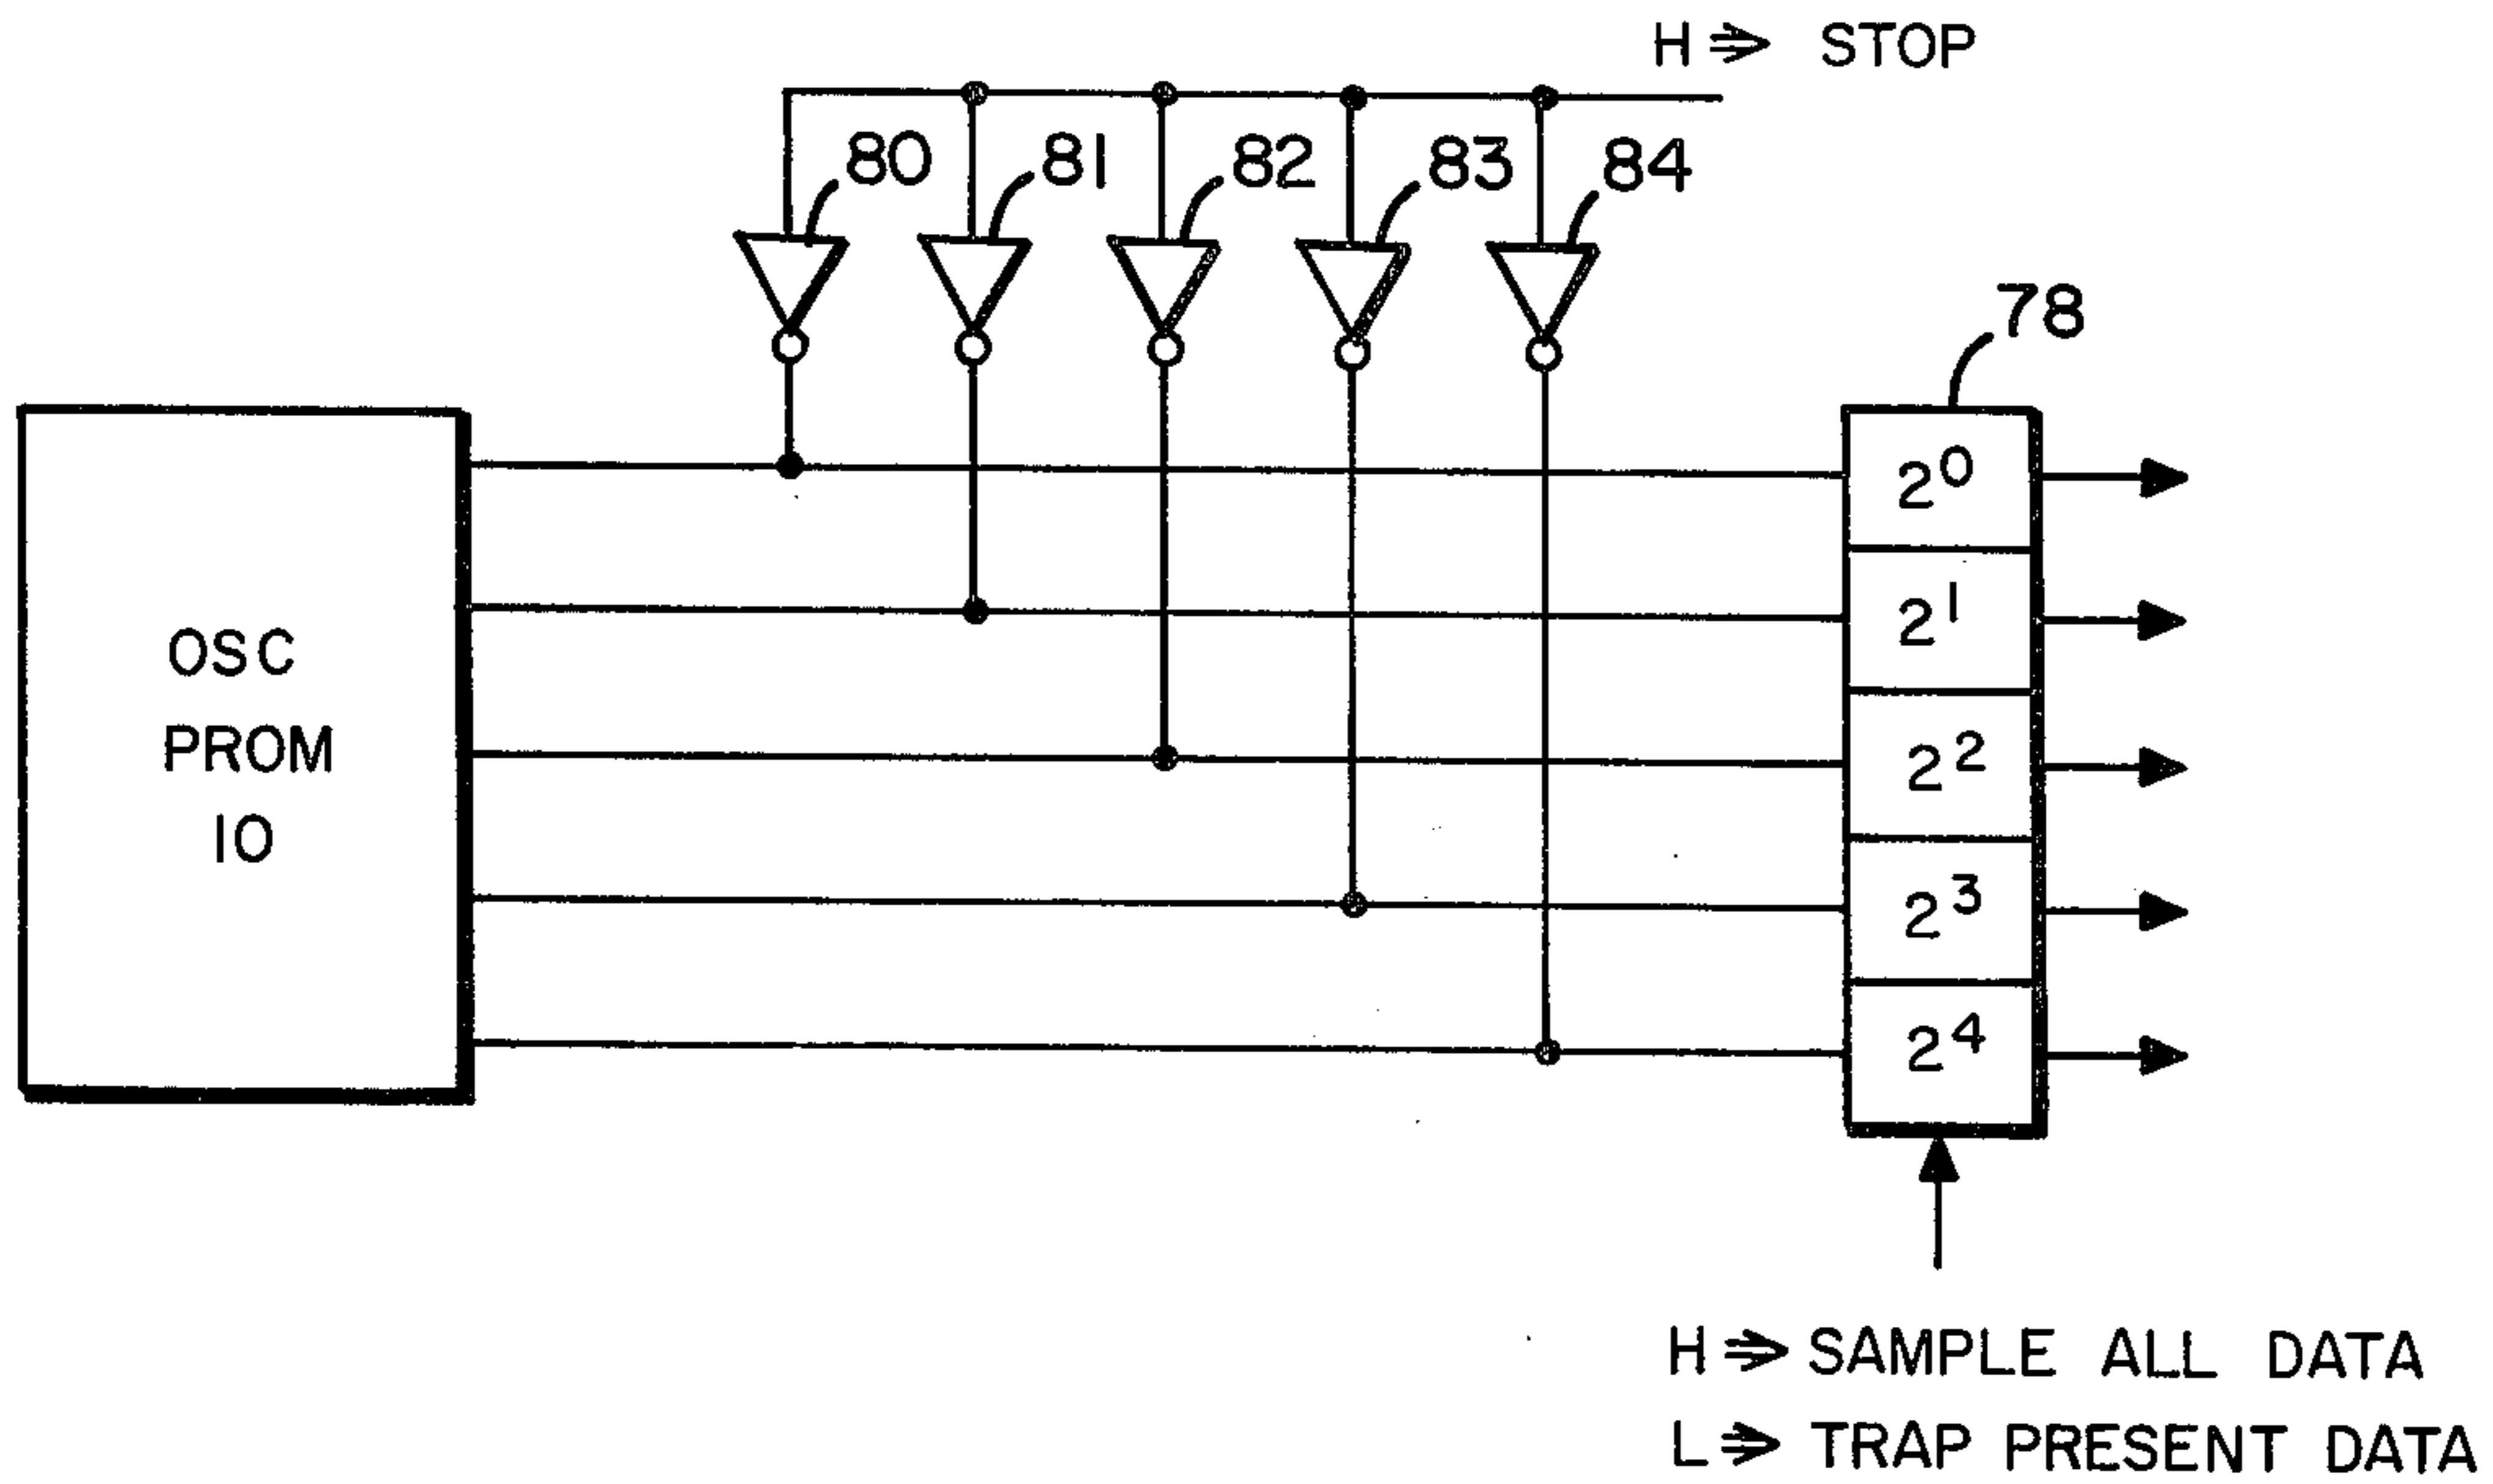 H ⇒ STOP
80 81 82 83 84
78
OSC
PROM
10
2⁰
2¹
2²
2³
2⁴
H ⇒ SAMPLE ALL DATA
L ⇒ TRAP PRESENT DATA